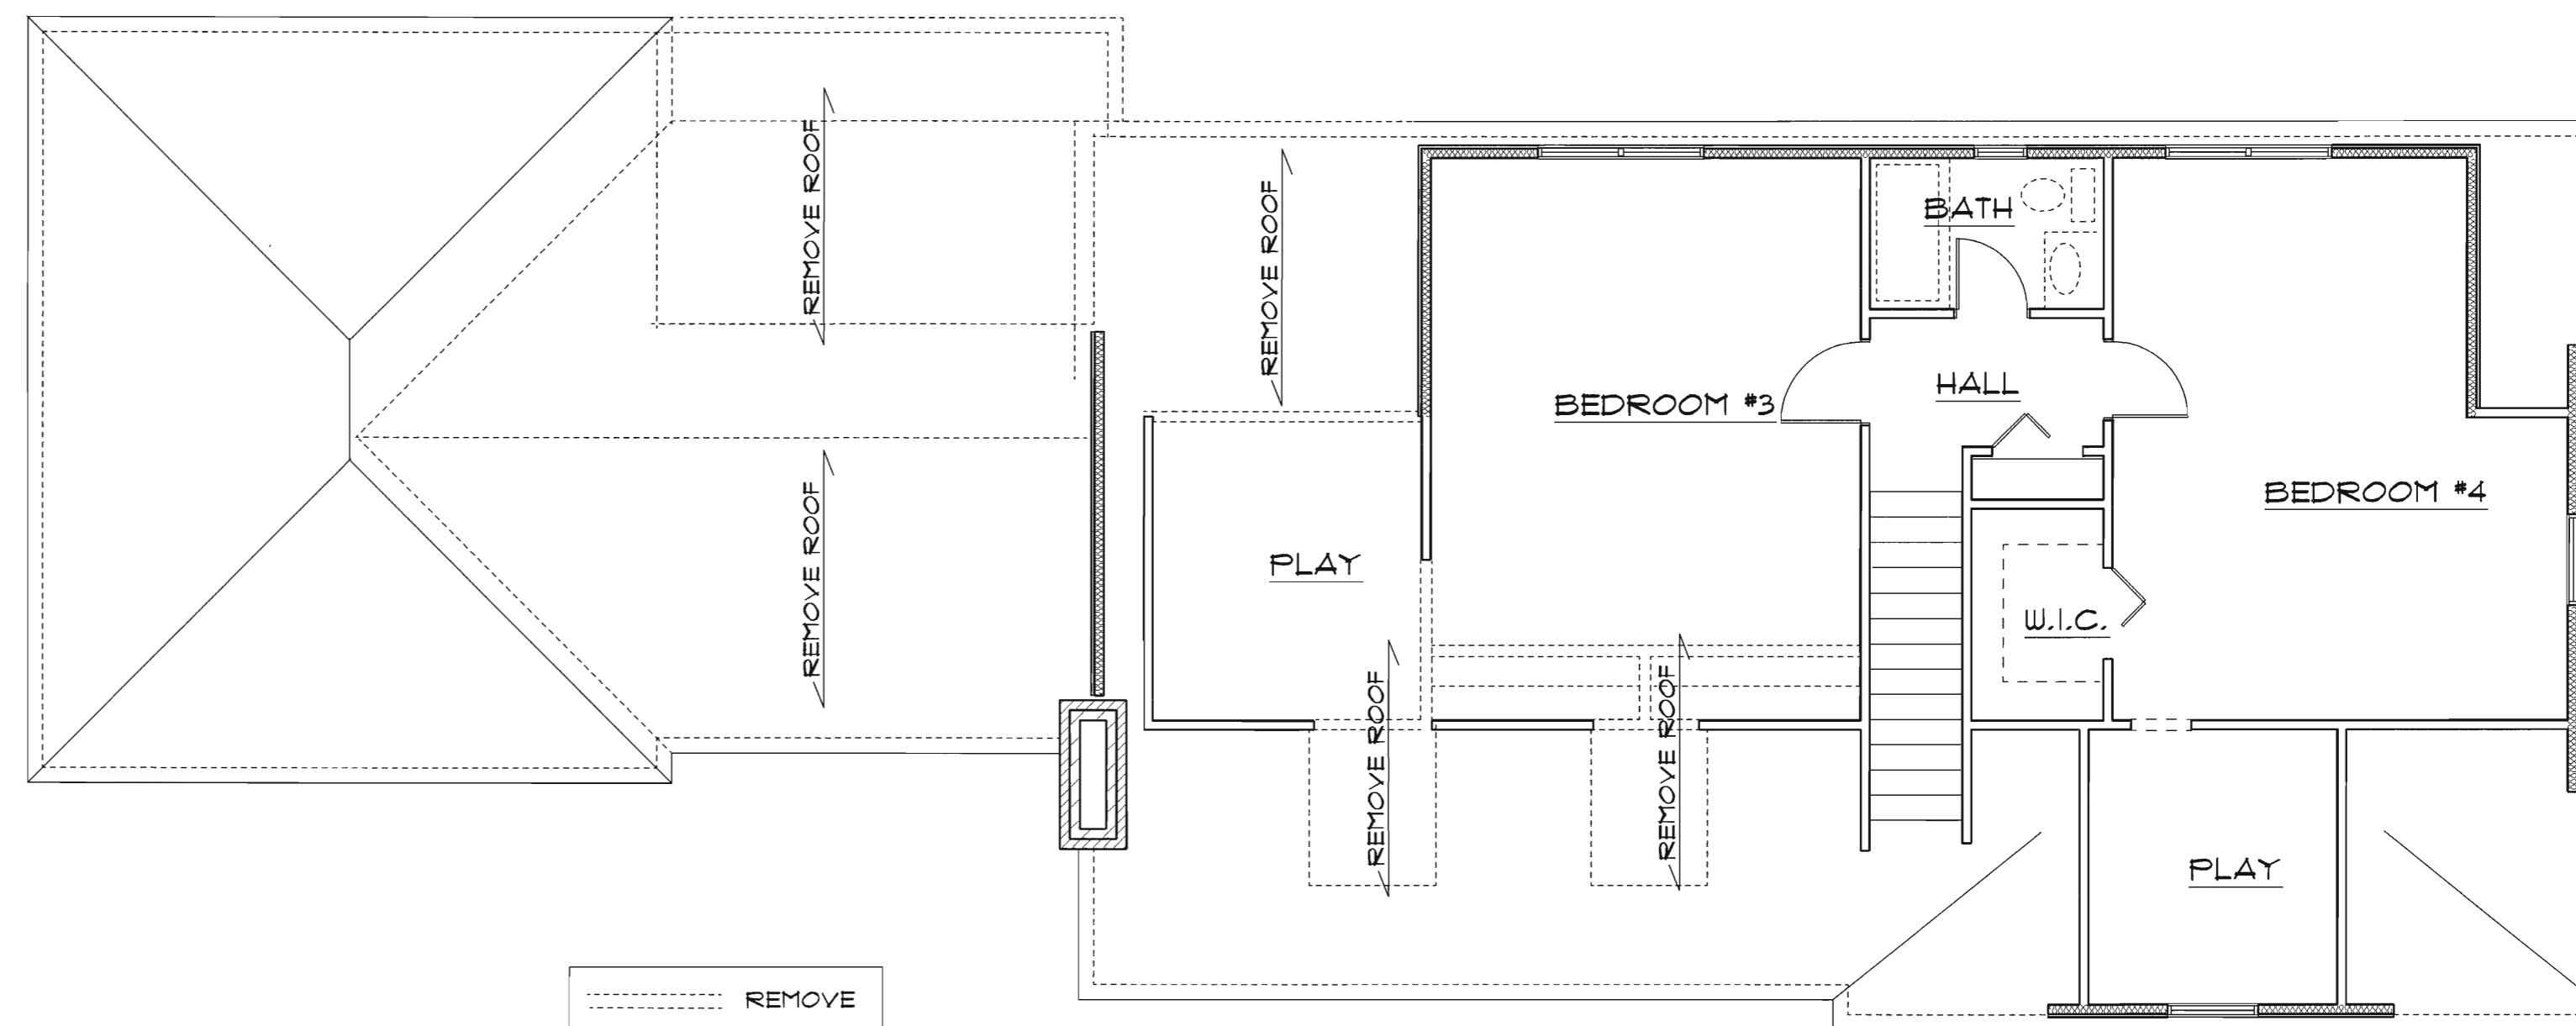 REMOVE ROOF
REMOVE ROOF
REMOVE ROOF
BATH
HALL
BEDROOM #3
BEDROOM #4
PLAY
W.I.C.
REMOVE ROOF
REMOVE ROOF
PLAY
REMOVE